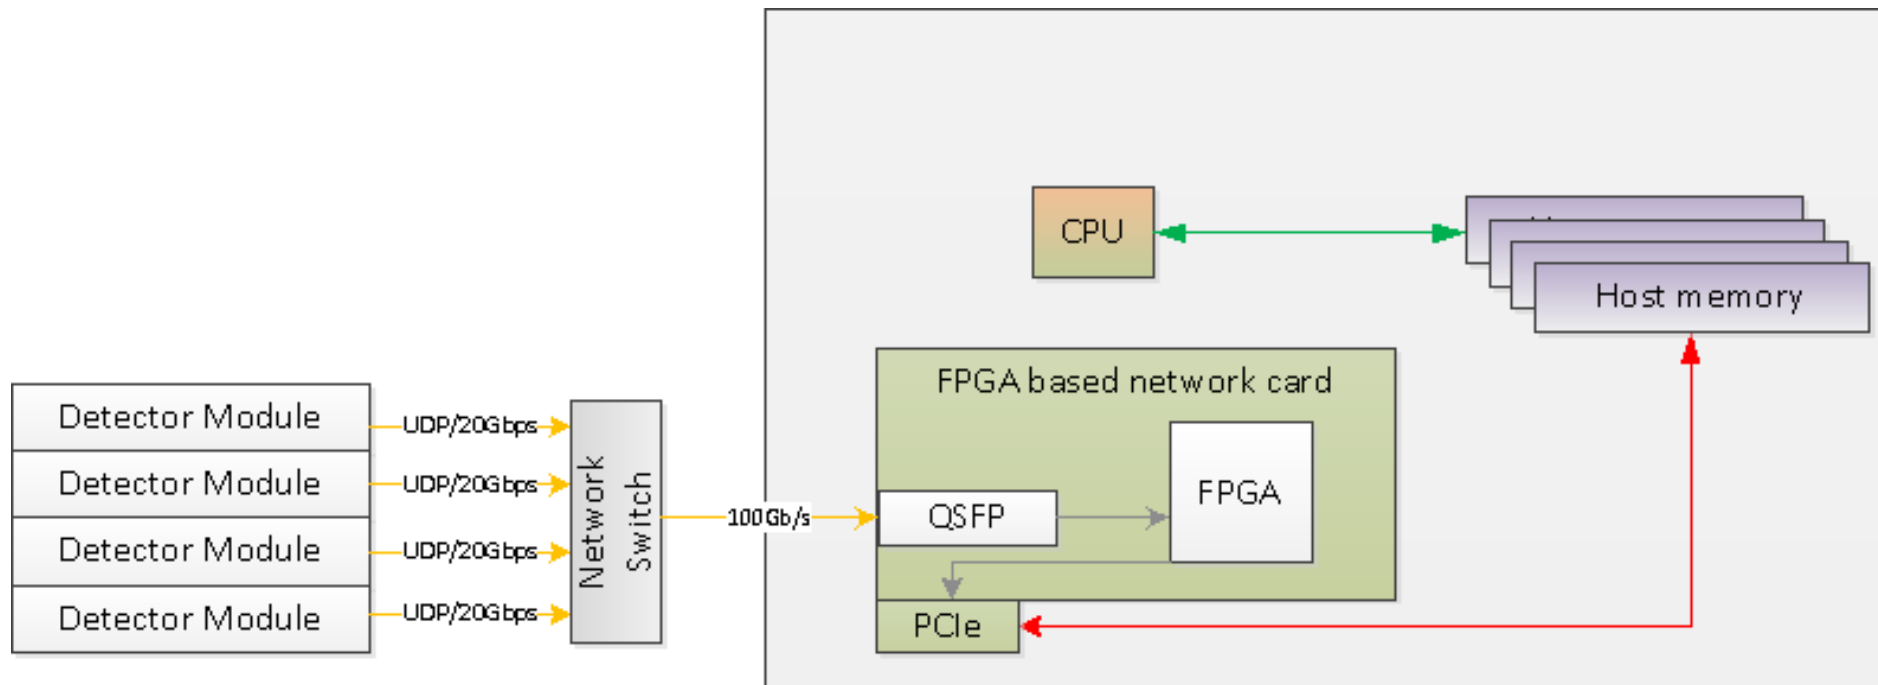 CPU
Host memory
FPGA based network card
Detector Module
UDP/20Gbps
Detector Module
UDP/20Gbps
Detector Module
UDP/20Gbps
Detector Module
UDP/20Gbps
Network
Switch
100Gb/s
QSFP
FPGA
PCIe